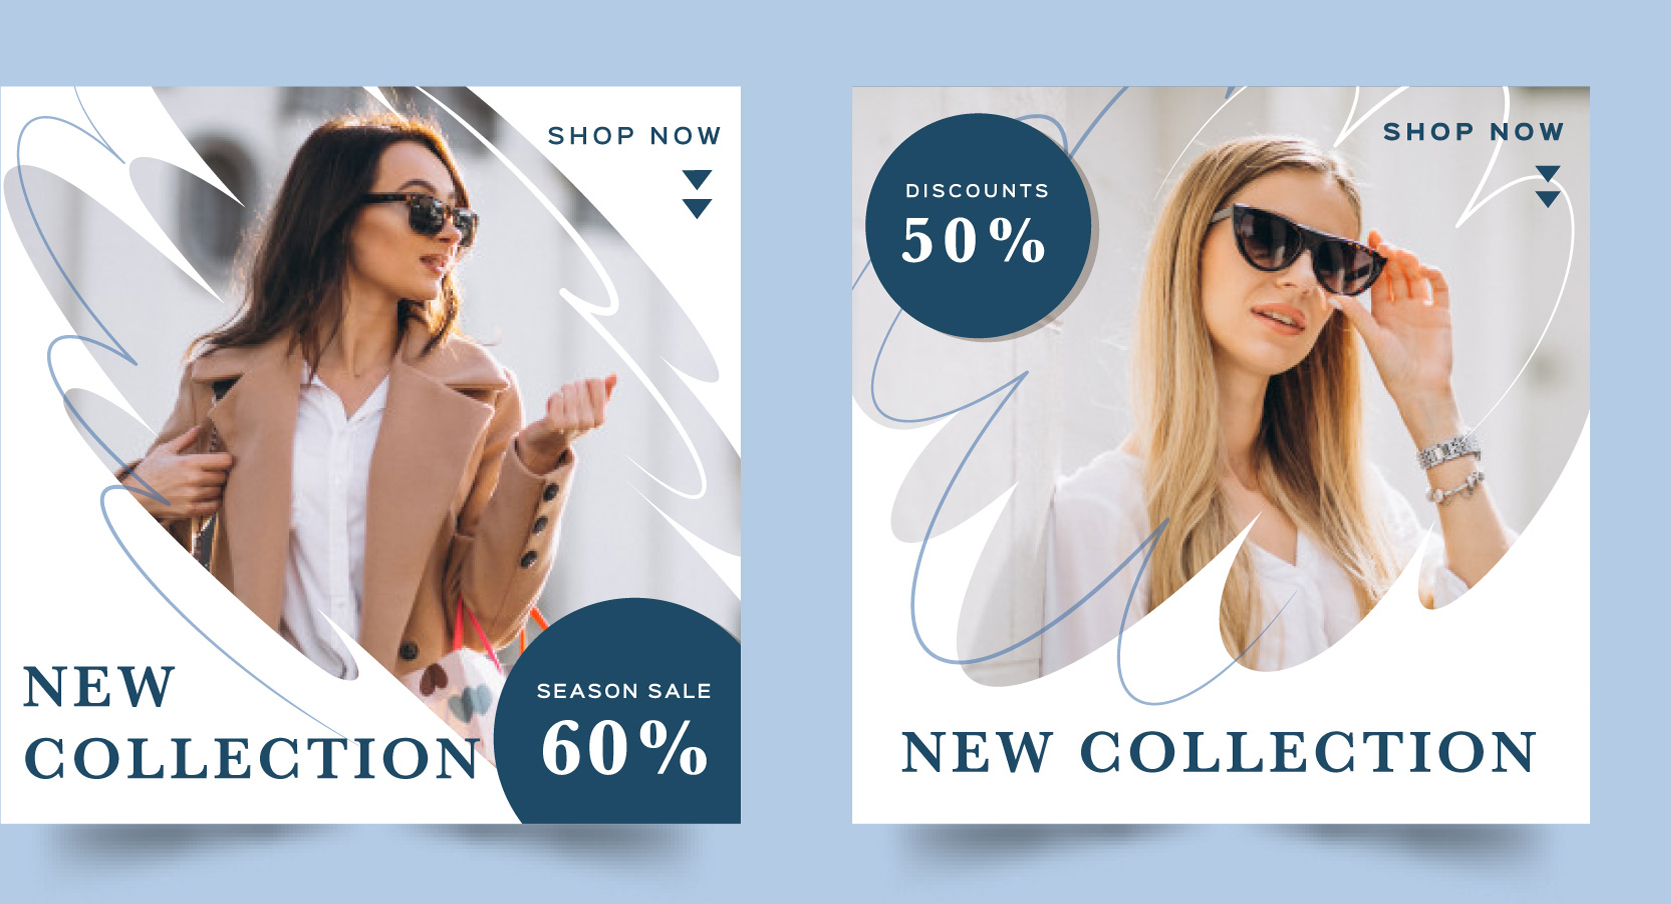 SHOP NOW
NEW
COLLECTION
SEASON SALE
60%
DISCOUNTS
50%
SHOP NOW
NEW COLLECTION